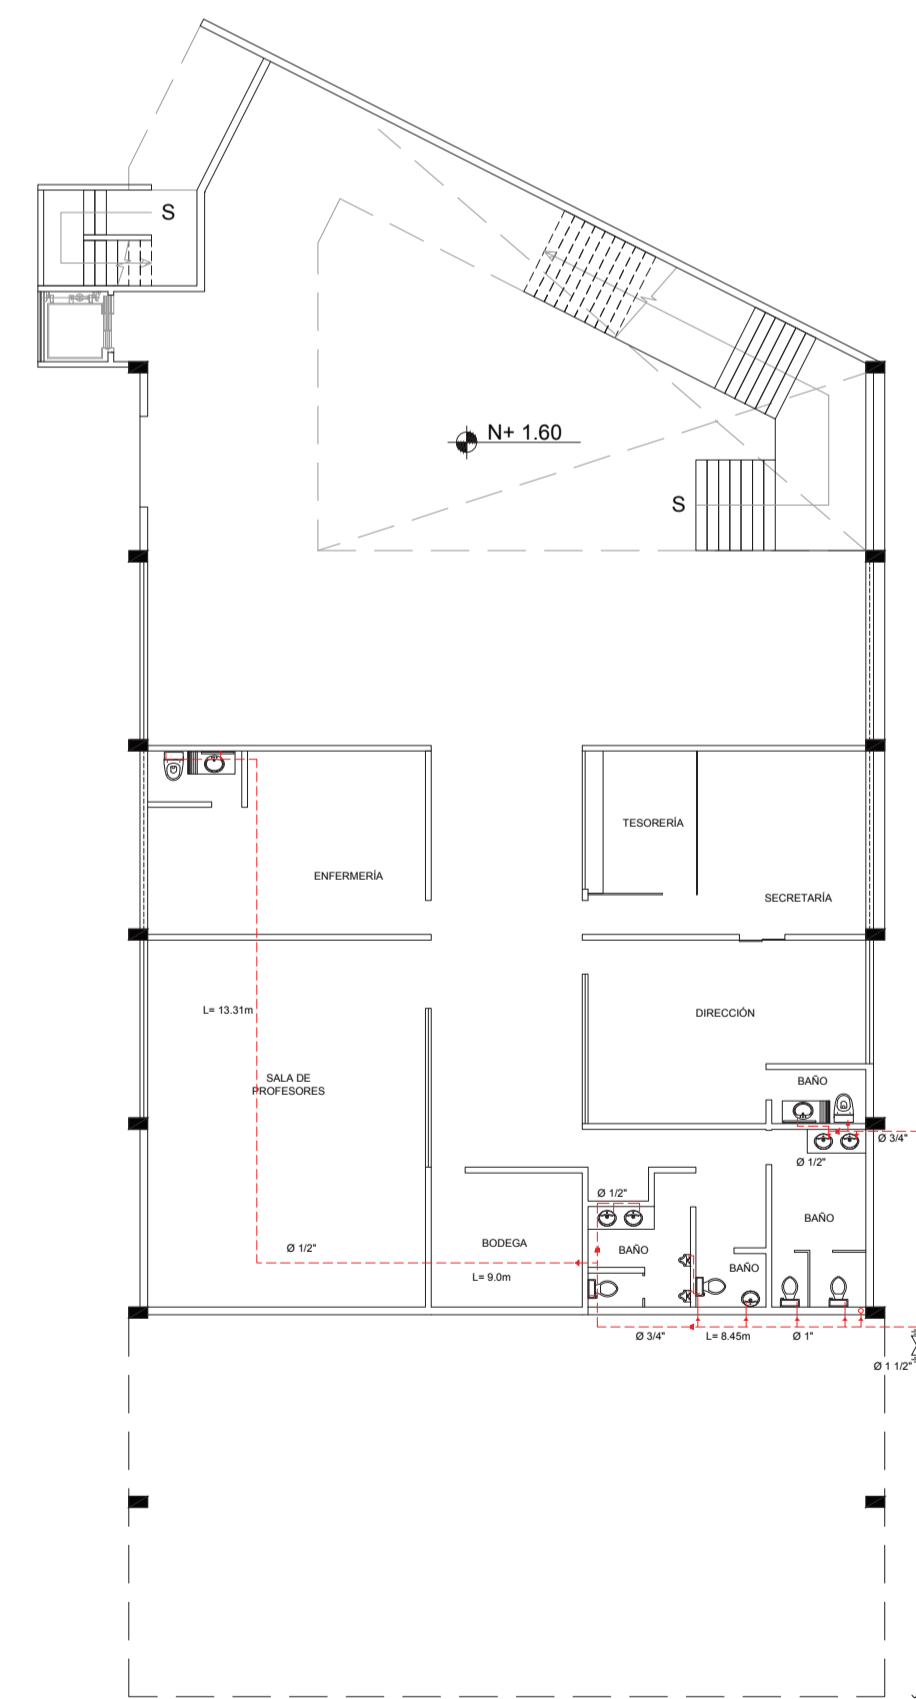 S
N+ 1.60
S
TESORERÍA
ENFERMERÍA
SECRETARÍA
L= 13.31m
DIRECCIÓN
SALA DE
PROFESORES
BAÑO
Ø 3/4"
Ø 1/2"
Ø 1/2"
BAÑO
Ø 1/2"
BODEGA
BAÑO
BAÑO
L= 9.0m
Ø 3/4"
L= 8.45m
Ø 1"
Ø 1 1/2"